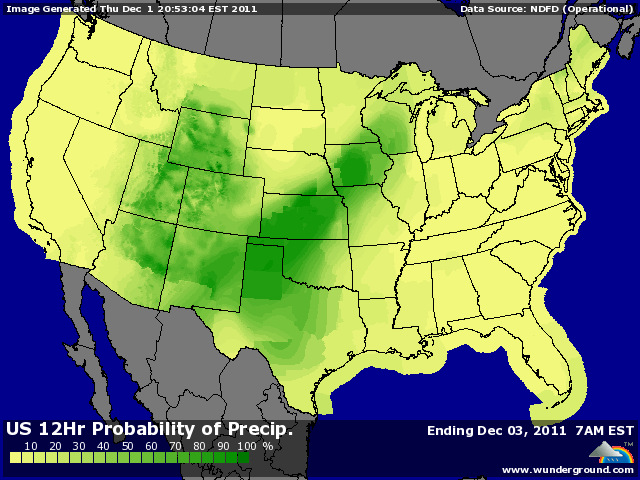 Image Generated Thu Dec 1 20:53:04 EST 2011 Data Source: NDFD (Operational)
US 12Hr Probability of Precip.
Ending Dec 03, 2011 7AM EST
10 20 30 40 50 60 70 80 90 100 %
TM
www.wunderground.com